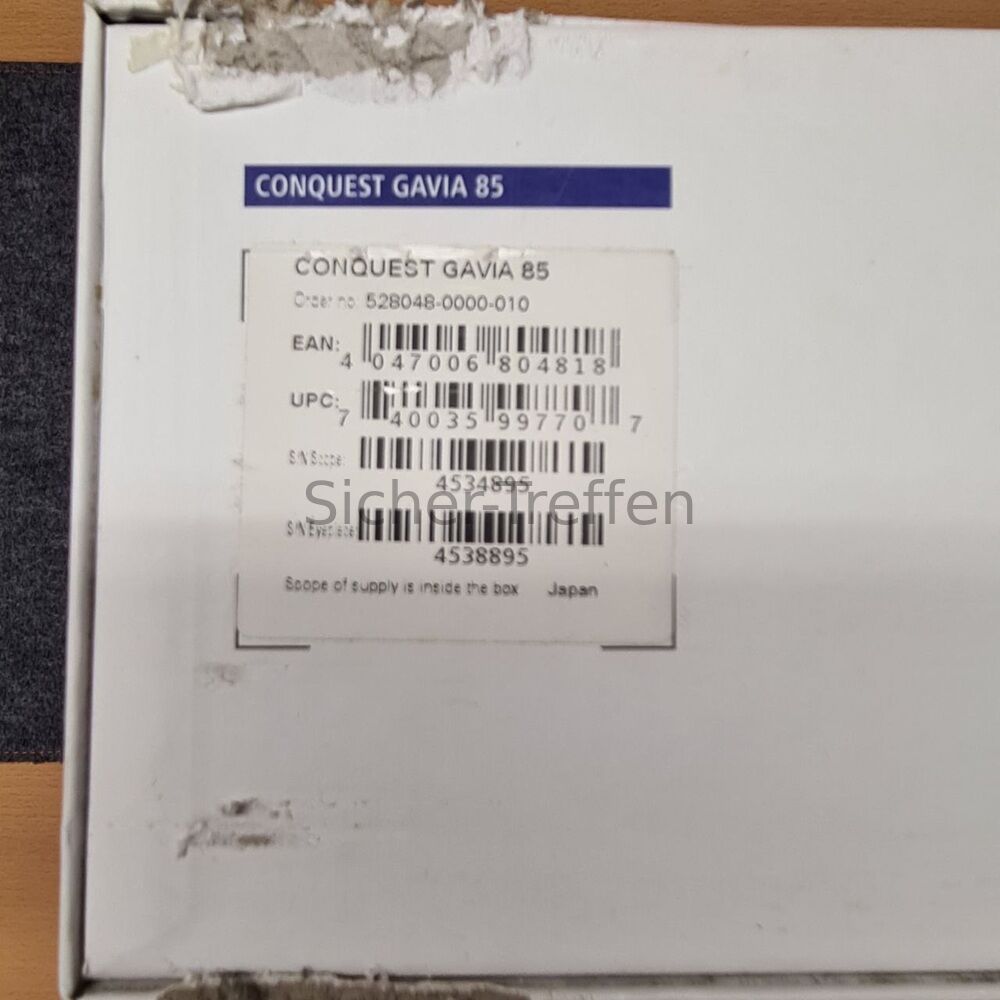 CONQUEST GAVIA 85
CONQUEST GAVIA 85
Order no. 528048-0000-010
EAN:
4 047006 804818
UPC:
7 40035 99770 7
S/N Scope:
4534895
Sicher-Treffen
S/N Eyepiece:
4538895
Scope of supply is inside the box Japan